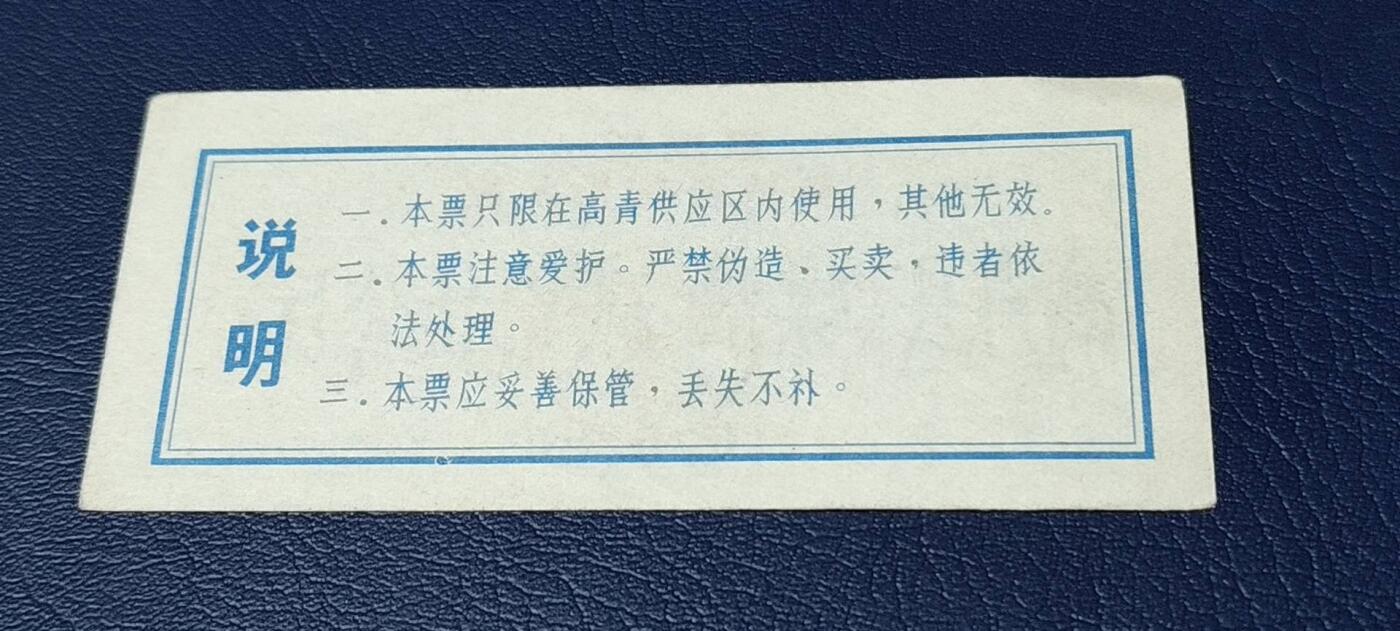 说明
一.本票只限在高青供应区内使用，其他无效。
二.本票注意爱护。严禁伪造、买卖，违者依
法处理。
三.本票应妥善保管，丢失不补。